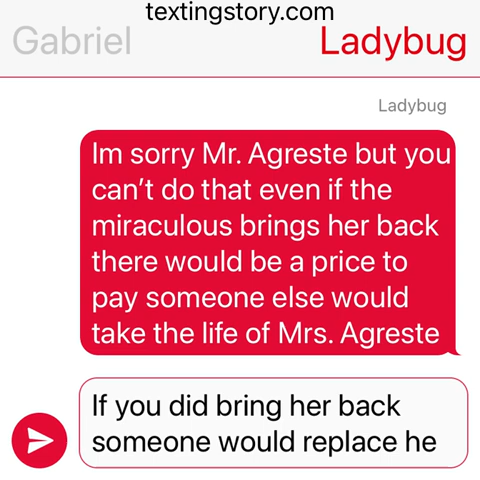 textingstory.com
Gabriel Ladybug
Ladybug
Im sorry Mr. Agreste but you
can't do that even if the
miraculous brings her back
there would be a price to
pay someone else would
take the life of Mrs. Agreste
If you did bring her back
someone would replace he